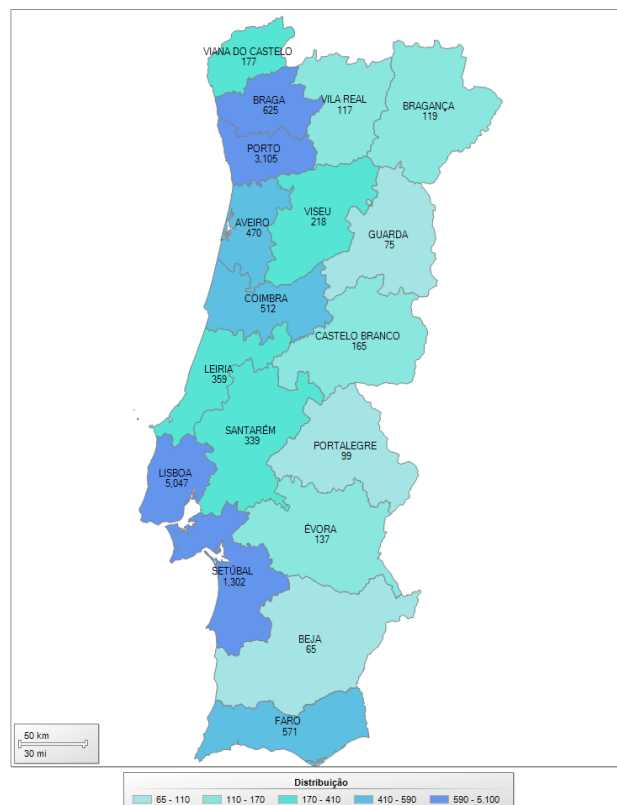 VIANA DO CASTELO
177
BRAGA
625
VILA REAL
117
BRAGANÇA
119
PORTO
3,105
AVEIRO
470
VISEU
218
GUARDA
75
COIMBRA
512
CASTELO BRANCO
165
LEIRIA
359
SANTARÉM
339
PORTALEGRE
99
LISBOA
5,047
ÉVORA
137
SETÚBAL
1,302
BEJA
65
FARO
571
50 km
30 mi
Distribuição
65 - 110 110 - 170 170 - 410 410 - 590 590 - 5.100